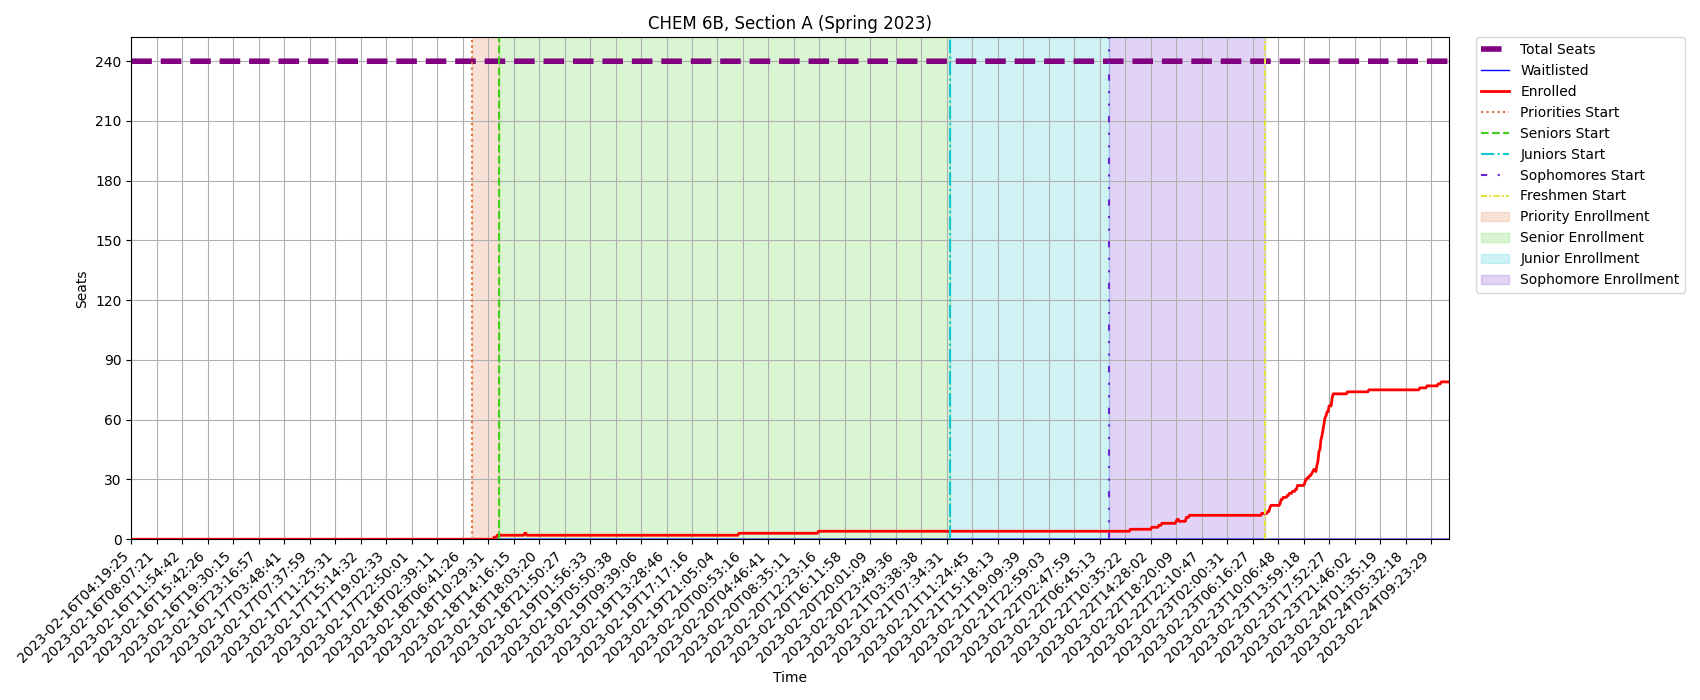 CHEM 6B, Section A (Spring 2023)
Seats
240
210
180
150
120
90
60
30
0
2023-02-16T04:19:25
2023-02-16T08:07:21
2023-02-16T11:54:42
2023-02-16T15:42:26
2023-02-16T19:30:15
2023-02-16T23:16:57
2023-02-17T03:48:41
2023-02-17T07:37:59
2023-02-17T11:25:31
2023-02-17T15:14:32
2023-02-17T19:02:33
2023-02-17T22:50:01
2023-02-18T02:39:11
2023-02-18T06:41:26
2023-02-18T10:29:31
2023-02-18T14:16:15
2023-02-18T18:03:20
2023-02-18T21:50:27
2023-02-19T01:56:33
2023-02-19T05:50:38
2023-02-19T09:39:06
2023-02-19T13:28:46
2023-02-19T17:17:16
2023-02-19T21:05:04
2023-02-20T00:53:16
2023-02-20T04:46:41
2023-02-20T08:35:11
2023-02-20T12:23:16
2023-02-20T16:11:58
2023-02-20T20:01:09
2023-02-20T23:49:36
2023-02-21T03:38:38
2023-02-21T07:34:31
2023-02-21T11:24:45
2023-02-21T15:18:13
2023-02-21T19:09:39
2023-02-21T22:59:03
2023-02-22T02:47:59
2023-02-22T06:45:13
2023-02-22T10:35:22
2023-02-22T14:28:02
2023-02-22T18:20:09
2023-02-22T22:10:47
2023-02-23T02:00:31
2023-02-23T06:16:27
2023-02-23T10:06:48
2023-02-23T13:59:18
2023-02-23T17:52:27
2023-02-23T21:46:02
2023-02-24T01:35:19
2023-02-24T05:32:18
2023-02-24T09:23:29
Time
Total Seats
Waitlisted
Enrolled
Priorities Start
Seniors Start
Juniors Start
Sophomores Start
Freshmen Start
Priority Enrollment
Senior Enrollment
Junior Enrollment
Sophomore Enrollment